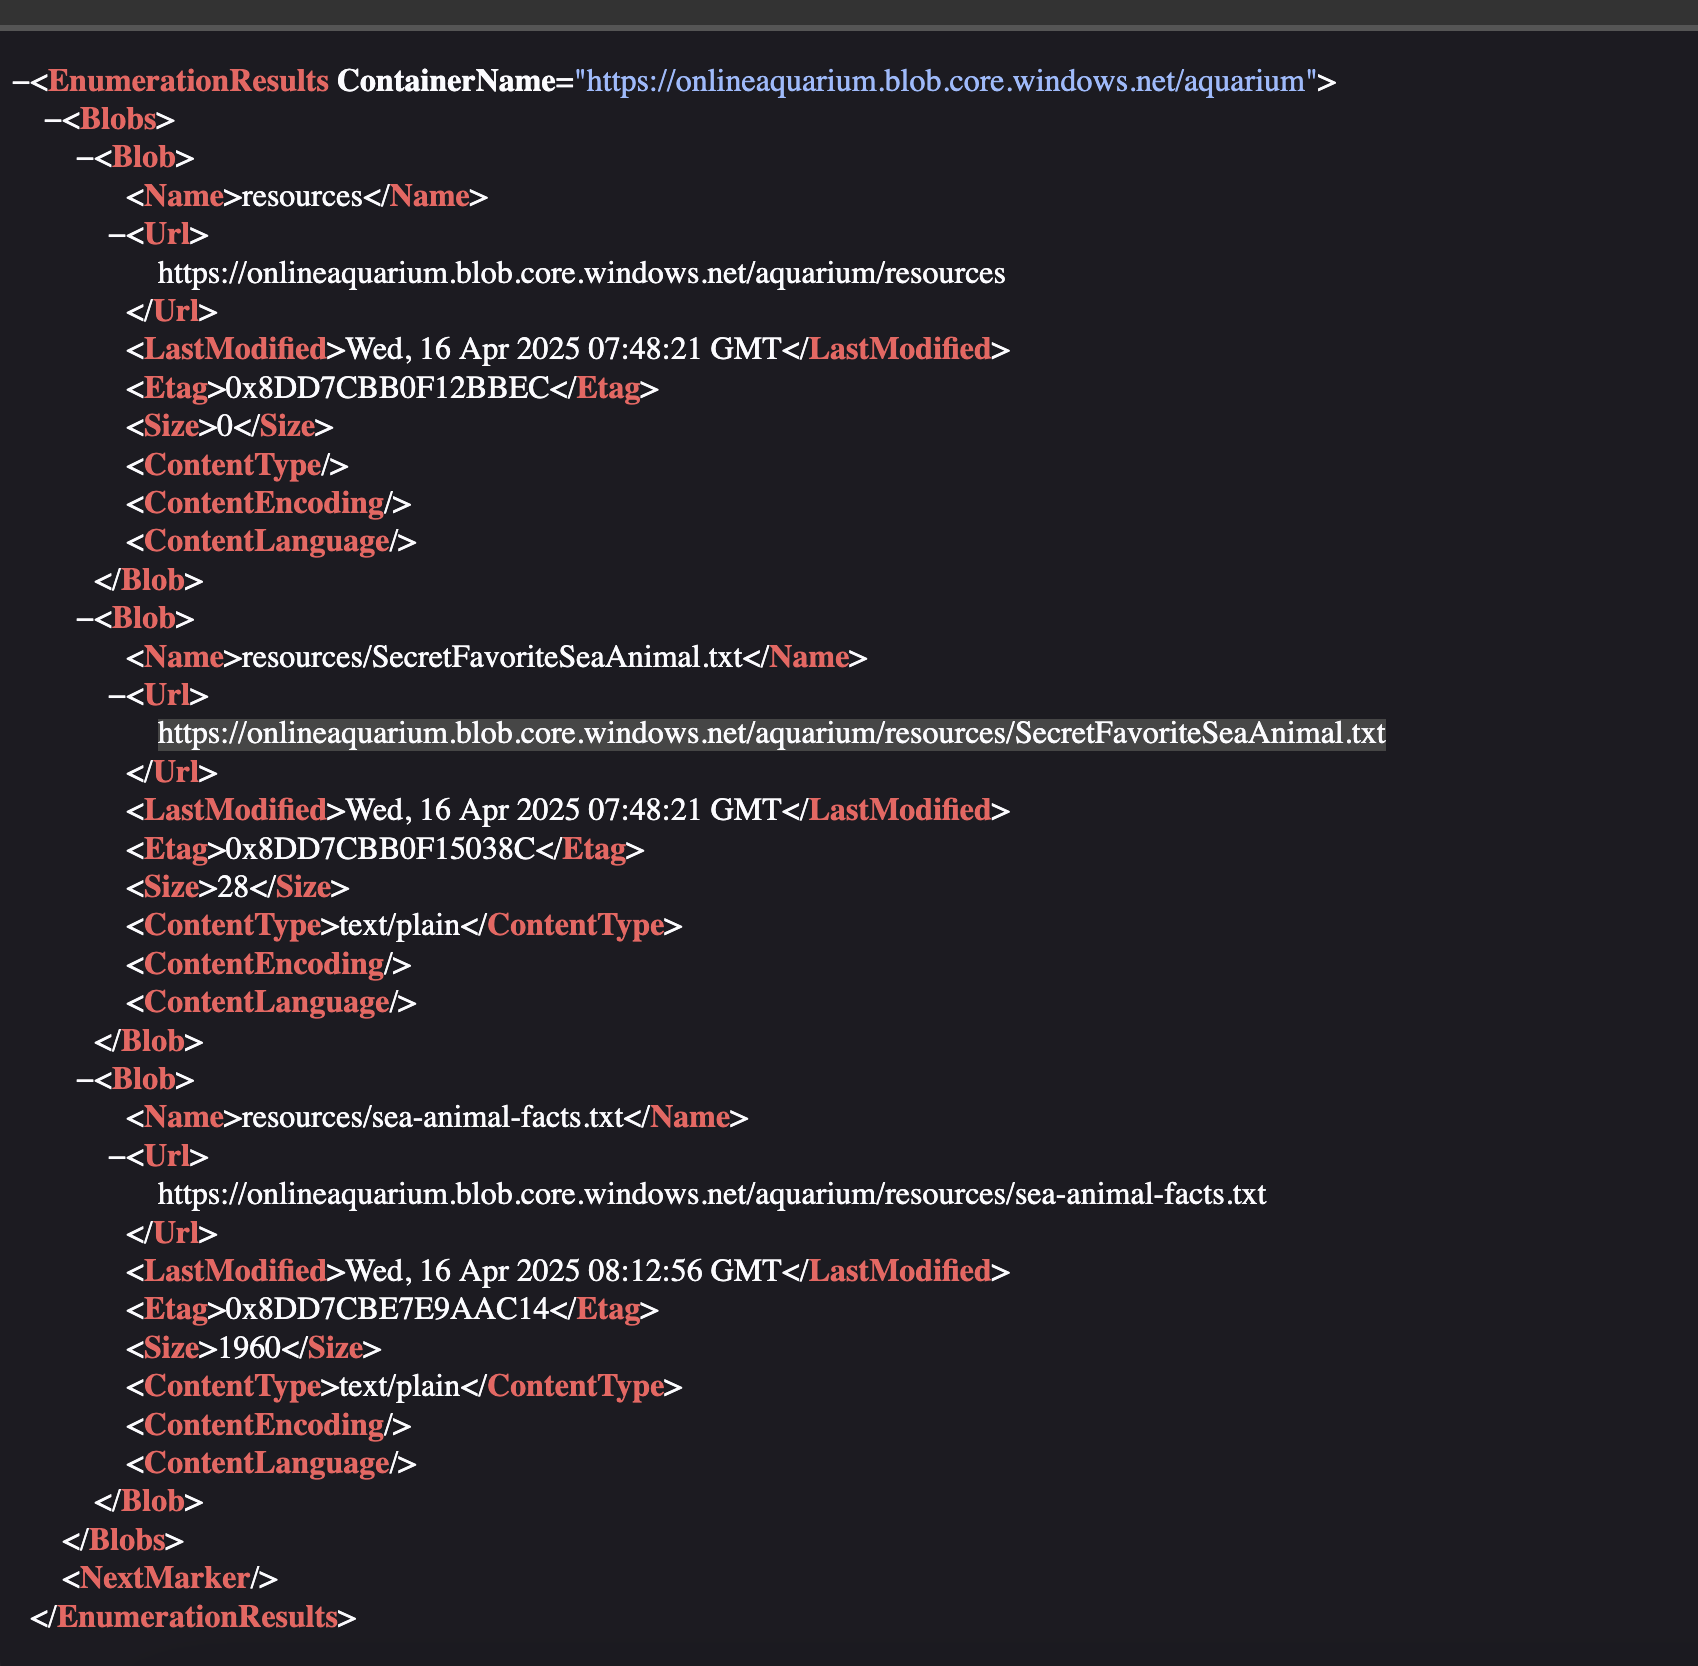 –<EnumerationResults ContainerName="https://onlineaquarium.blob.core.windows.net/aquarium">
–<Blobs>
–<Blob>
<Name>resources</Name>
–<Url>
https://onlineaquarium.blob.core.windows.net/aquarium/resources
</Url>
<LastModified>Wed, 16 Apr 2025 07:48:21 GMT</LastModified>
<Etag>0x8DD7CBB0F12BBEC</Etag>
<Size>0</Size>
<ContentType/>
<ContentEncoding/>
<ContentLanguage/>
</Blob>
–<Blob>
<Name>resources/SecretFavoriteSeaAnimal.txt</Name>
–<Url>
https://onlineaquarium.blob.core.windows.net/aquarium/resources/SecretFavoriteSeaAnimal.txt
</Url>
<LastModified>Wed, 16 Apr 2025 07:48:21 GMT</LastModified>
<Etag>0x8DD7CBB0F15038C</Etag>
<Size>28</Size>
<ContentType>text/plain</ContentType>
<ContentEncoding/>
<ContentLanguage/>
</Blob>
–<Blob>
<Name>resources/sea-animal-facts.txt</Name>
–<Url>
https://onlineaquarium.blob.core.windows.net/aquarium/resources/sea-animal-facts.txt
</Url>
<LastModified>Wed, 16 Apr 2025 08:12:56 GMT</LastModified>
<Etag>0x8DD7CBE7E9AAC14</Etag>
<Size>1960</Size>
<ContentType>text/plain</ContentType>
<ContentEncoding/>
<ContentLanguage/>
</Blob>
</Blobs>
<NextMarker/>
</EnumerationResults>